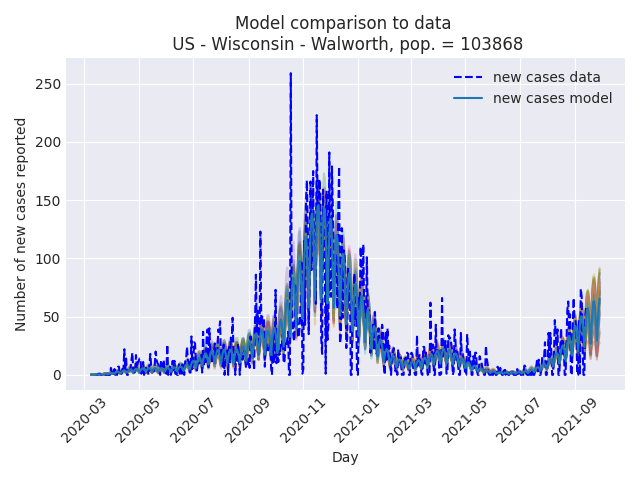 Model comparison to data
US - Wisconsin - Walworth, pop. = 103868
new cases data
new cases model
Number of new cases reported
250
200
150
100
50
0
2020-03
2020-05
2020-07
2020-09
2020-11
2021-01
2021-03
2021-05
2021-07
2021-09
Day